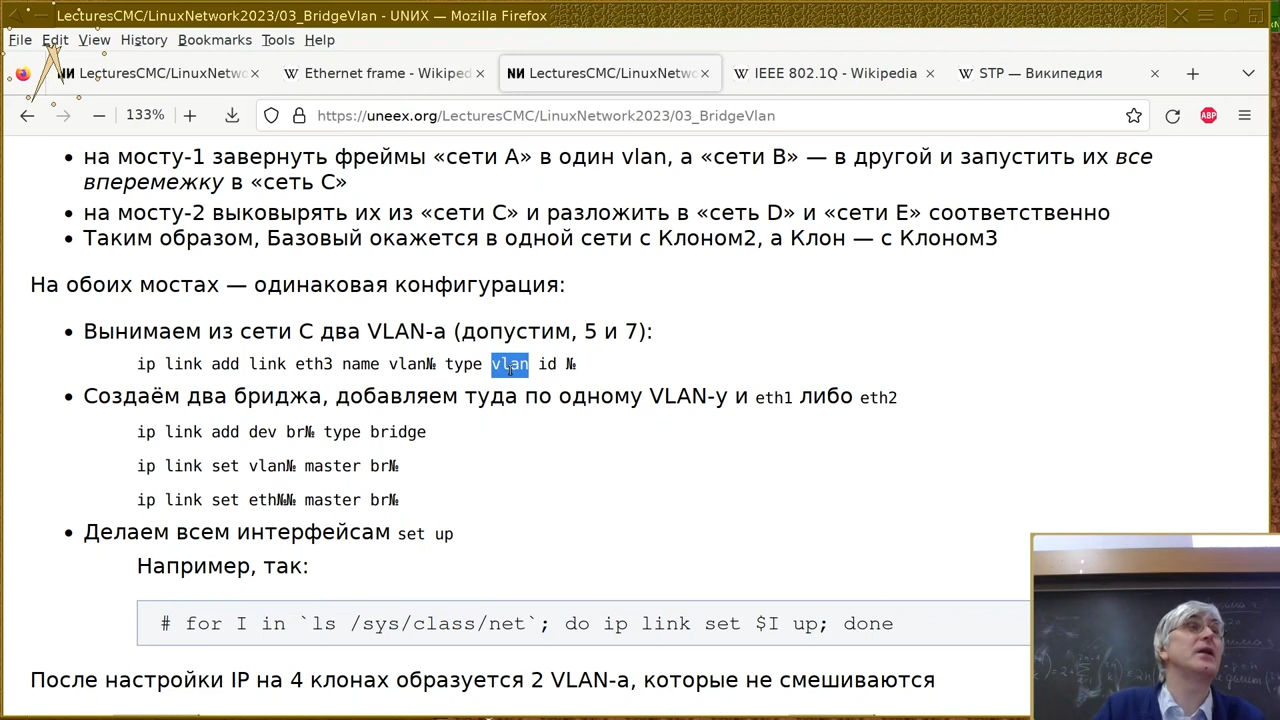 LecturesCMC/LinuxNetwork2023/03_BridgeVlan - UNИX — Mozilla Firefox
File Edit View History Bookmarks Tools Help
NИ LecturesCMC/LinuxNetwo
W Ethernet frame - Wikiped
NИ LecturesCMC/LinuxNetwo
W IEEE 802.1Q - Wikipedia
W STP — Википедия
133%
https://uneex.org/LecturesCMC/LinuxNetwork2023/03_BridgeVlan
ABP
• на мосту-1 завернуть фреймы «сети A» в один vlan, а «сети B» — в другой и запустить их все
вперемежку в «сеть C»
• на мосту-2 выковырять их из «сети C» и разложить в «сеть D» и «сети E» соответственно
• Таким образом, Базовый окажется в одной сети с Клоном2, а Клон — с Клоном3
На обоих мостах — одинаковая конфигурация:
• Вынимаем из сети C два VLAN-а (допустим, 5 и 7):
ip link add link eth3 name vlan№ type vlan id №
• Создаём два бриджа, добавляем туда по одному VLAN-у и eth1 либо eth2
ip link add dev br№ type bridge
ip link set vlan№ master br№
ip link set eth№№ master br№
• Делаем всем интерфейсам set up
Например, так:
# for I in `ls /sys/class/net`; do ip link set $I up; done
После настройки IP на 4 клонах образуется 2 VLAN-а, которые не смешиваются